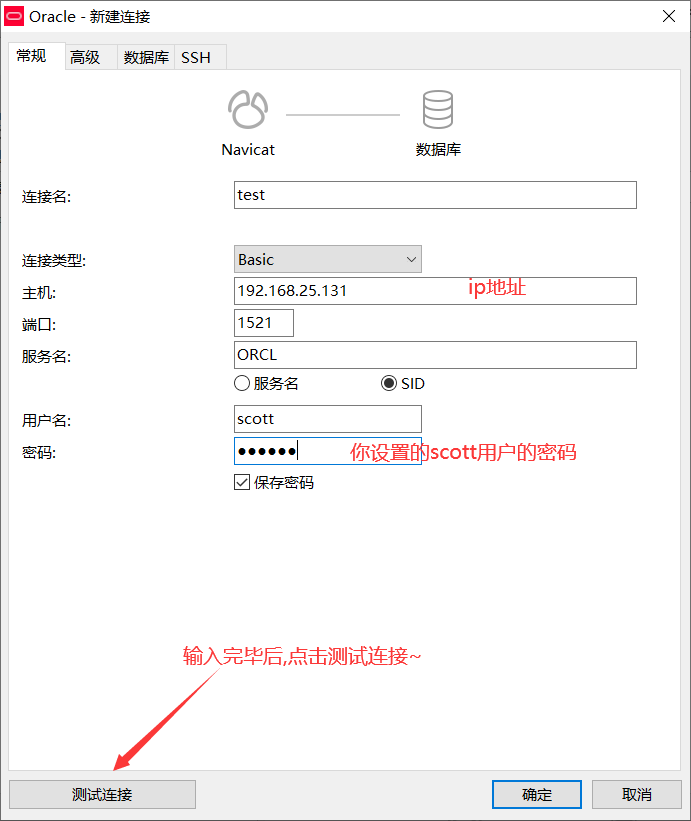 Oracle - 新建连接
常规 高级 数据库 SSH
Navicat 数据库
连接名: test
连接类型: Basic
主机: 192.168.25.131 ip地址
端口: 1521
服务名: ORCL
服务名 SID
用户名: scott
密码: ●●●●●● 你设置的scott用户的密码
保存密码
输入完毕后,点击测试连接~
测试连接 确定 取消